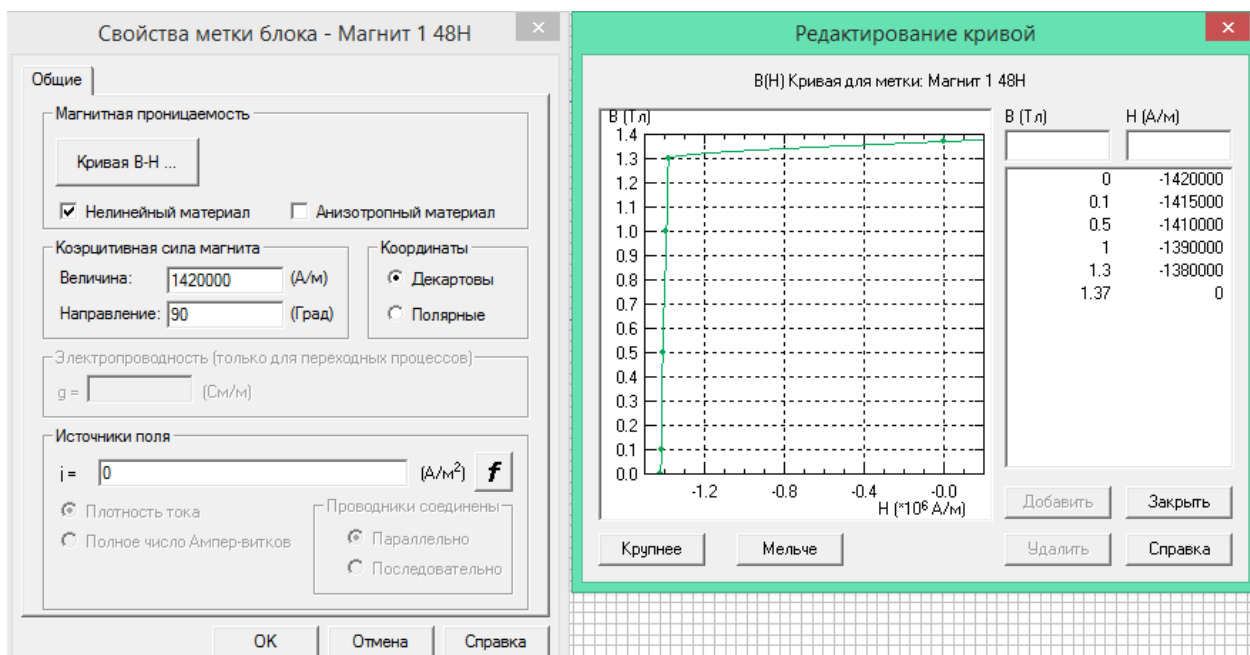 Свойства метки блока - Магнит 1 48Н
Общие
Магнитная проницаемость
Кривая B-H ...
Нелинейный материал
Анизотропный материал
Коэрцитивная сила магнита
Величина: 1420000 (А/м)
Направление: 90 (Град)
Координаты
Декартовы
Полярные
Электропроводность (только для переходных процессов)
g = (См/м)
Источники поля
j = 0 (А/м²) f
Плотность тока
Полное число Ампер-витков
Проводники соединены
Параллельно
Последовательно
OK Отмена Справка
Редактирование кривой
B(H) Кривая для метки: Магнит 1 48Н
B (Тл)
1.4
1.3
1.2
1.1
1.0
0.9
0.8
0.7
0.6
0.5
0.4
0.3
0.2
0.1
0.0
-1.2 -0.8 -0.4 -0.0
H (*10⁶ А/м)
B (Тл) H (А/м)
0 -1420000
0.1 -1415000
0.5 -1410000
1 -1390000
1.3 -1380000
1.37 0
Добавить Закрыть
Крупнее Мельче Удалить Справка